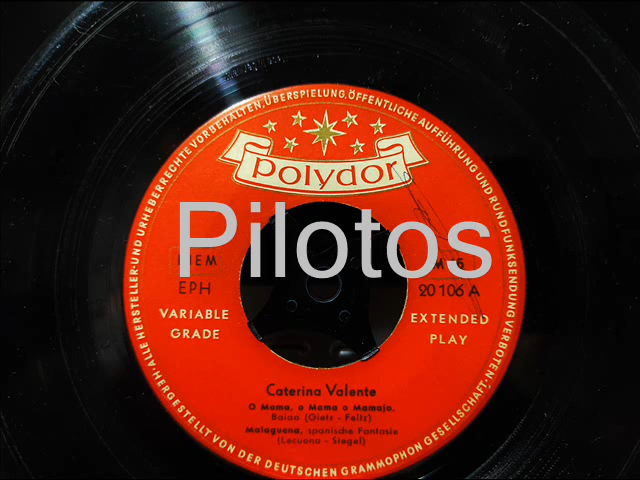 ALLE HERSTELLER- UND URHEBERRECHTE VORBEHALTEN, ÜBERSPIELUNG, ÖFFENTLICHE AUFFÜHRUNG UND RUNDFUNKSENDUNG VERBOTEN.
polydor
Pilotos
EPH
20 106 A
VARIABLE GRADE
EXTENDED PLAY
Caterina Valente
O Mama, o Mama o Mamajo,
Baiao (Gietz - Feltz)
Malaguena, spanische Fantasie
(Lecuona - Siegel)
HERGESTELLT VON DER DEUTSCHEN GRAMMOPHON GESELLSCHAFT